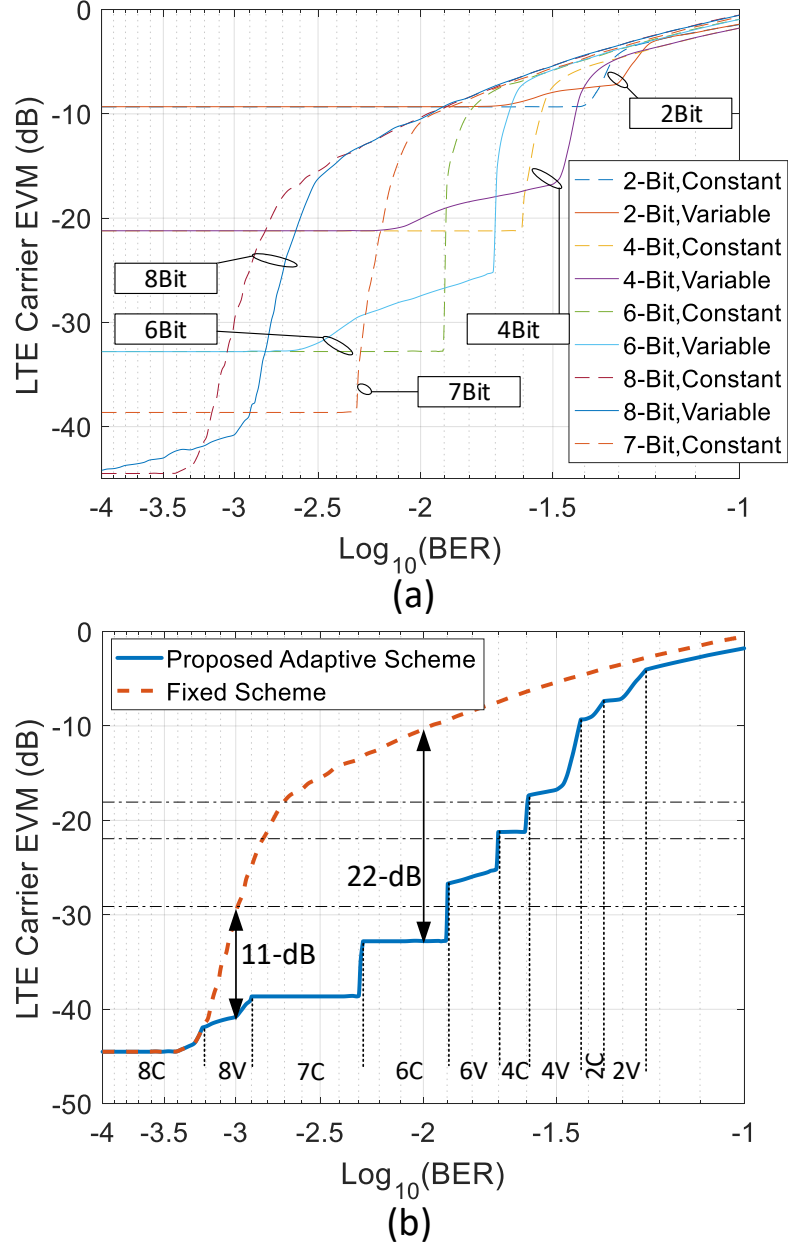 0
-10
-20
-30
-40
LTE Carrier EVM (dB)
2Bit
8Bit
6Bit
4Bit
7Bit
2-Bit,Constant
2-Bit,Variable
4-Bit,Constant
4-Bit,Variable
6-Bit,Constant
6-Bit,Variable
8-Bit,Constant
8-Bit,Variable
7-Bit,Constant
-4 -3 -2.5 -2 -1.5 -1
Log10(BER)
(a)
0
-10
-20
-30
-40
-50
LTE Carrier EVM (dB)
Proposed Adaptive Scheme
Fixed Scheme
22-dB
11-dB
8C 8V 7C 6C 6V 4C 4V 2C 2V
-4 -3 -2.5 -2 -1.5 -1
Log10(BER)
(b)